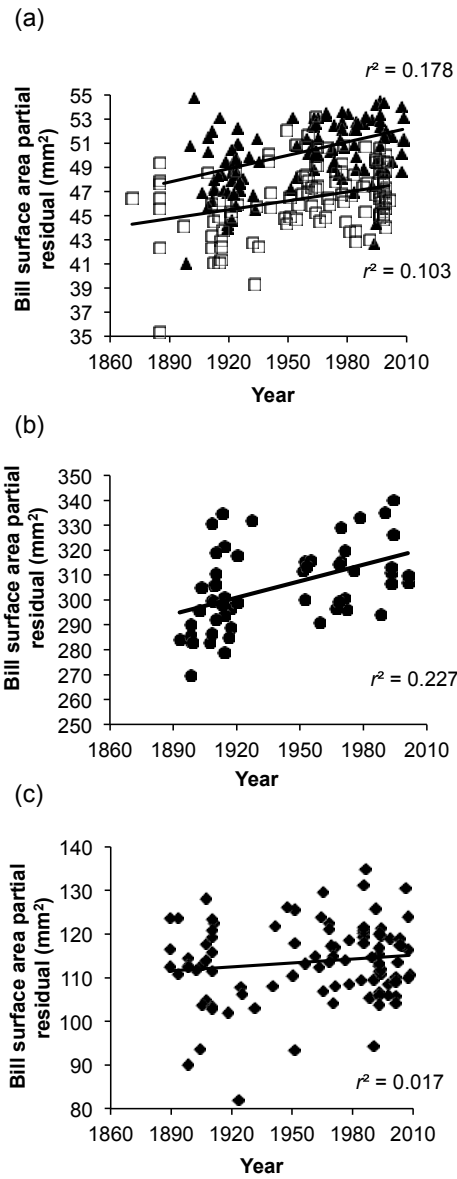 (a)
r² = 0.178
Bill surface area partial
residual (mm²)
55
53
51
49
47
45
43
41
39
37
35
r² = 0.103
1860 1890 1920 1950 1980 2010
Year
(b)
Bill surface area partial
residual (mm²)
350
340
330
320
310
300
290
280
270
260
250
r² = 0.227
1860 1890 1920 1950 1980 2010
Year
(c)
Bill surface area partial
residual (mm²)
140
130
120
110
100
90
80
r² = 0.017
1860 1890 1920 1950 1980 2010
Year